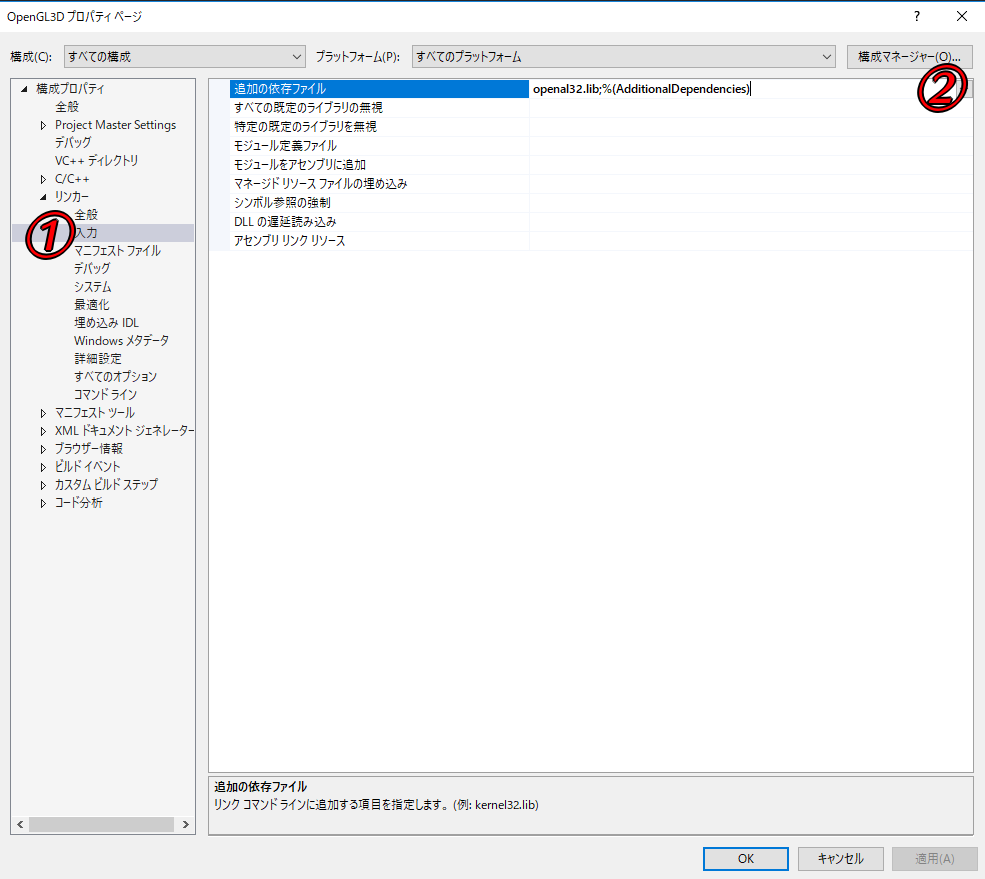 OpenGL3D プロパティ ページ
?
構成(C): すべての構成 プラットフォーム(P): すべてのプラットフォーム 構成マネージャー(O)...
構成プロパティ
全般
Project Master Settings
デバッグ
VC++ ディレクトリ
C/C++
リンカー
全般
入力
マニフェスト ファイル
デバッグ
システム
最適化
埋め込み IDL
Windows メタデータ
詳細設定
すべてのオプション
コマンド ライン
マニフェスト ツール
XML ドキュメント ジェネレーター
ブラウザー情報
ビルド イベント
カスタム ビルド ステップ
コード分析
①
追加の依存ファイル openal32.lib;%(AdditionalDependencies)
②
すべての既定のライブラリの無視
特定の既定のライブラリを無視
モジュール定義ファイル
モジュールをアセンブリに追加
マネージド リソース ファイルの埋め込み
シンボル参照の強制
DLL の遅延読み込み
アセンブリ リンク リソース
追加の依存ファイル
リンク コマンド ラインに追加する項目を指定します。(例: kernel32.lib)
OK キャンセル 適用(A)